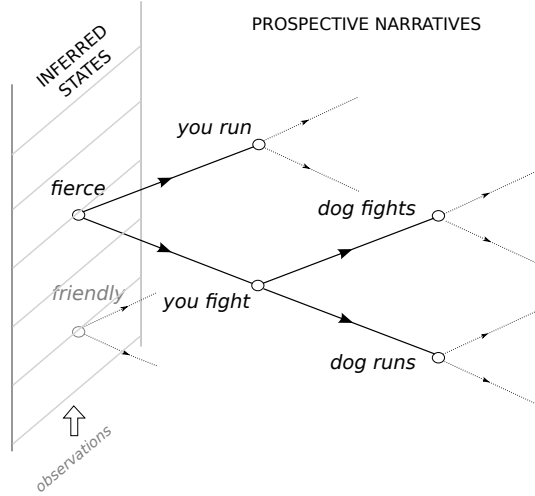 PROSPECTIVE NARRATIVES
INFERRED
STATES
you run
fierce
dog fights
friendly
you fight
dog runs
observations